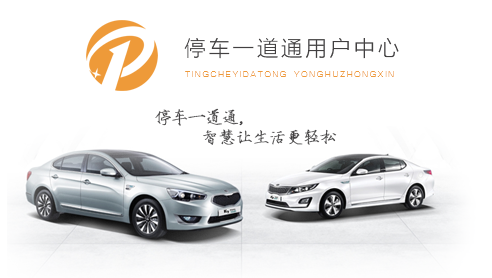 停车一道通用户中心
TINGCHEYIDATONG YONGHUZHONGXIN
停车一道通，
智慧让生活更轻松